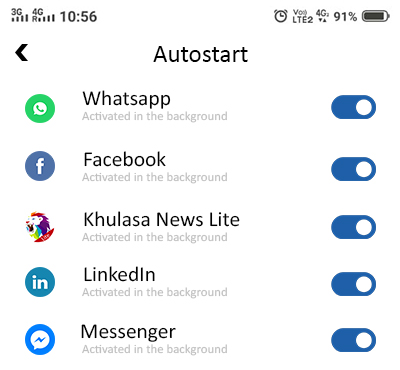 3G 4G R 10:56 Vo)) LTE2 4G 91%
Autostart
Whatsapp
Activated in the background
Facebook
Activated in the background
Khulasa News Lite
Activated in the background
LinkedIn
Activated in the background
Messenger
Activated in the background